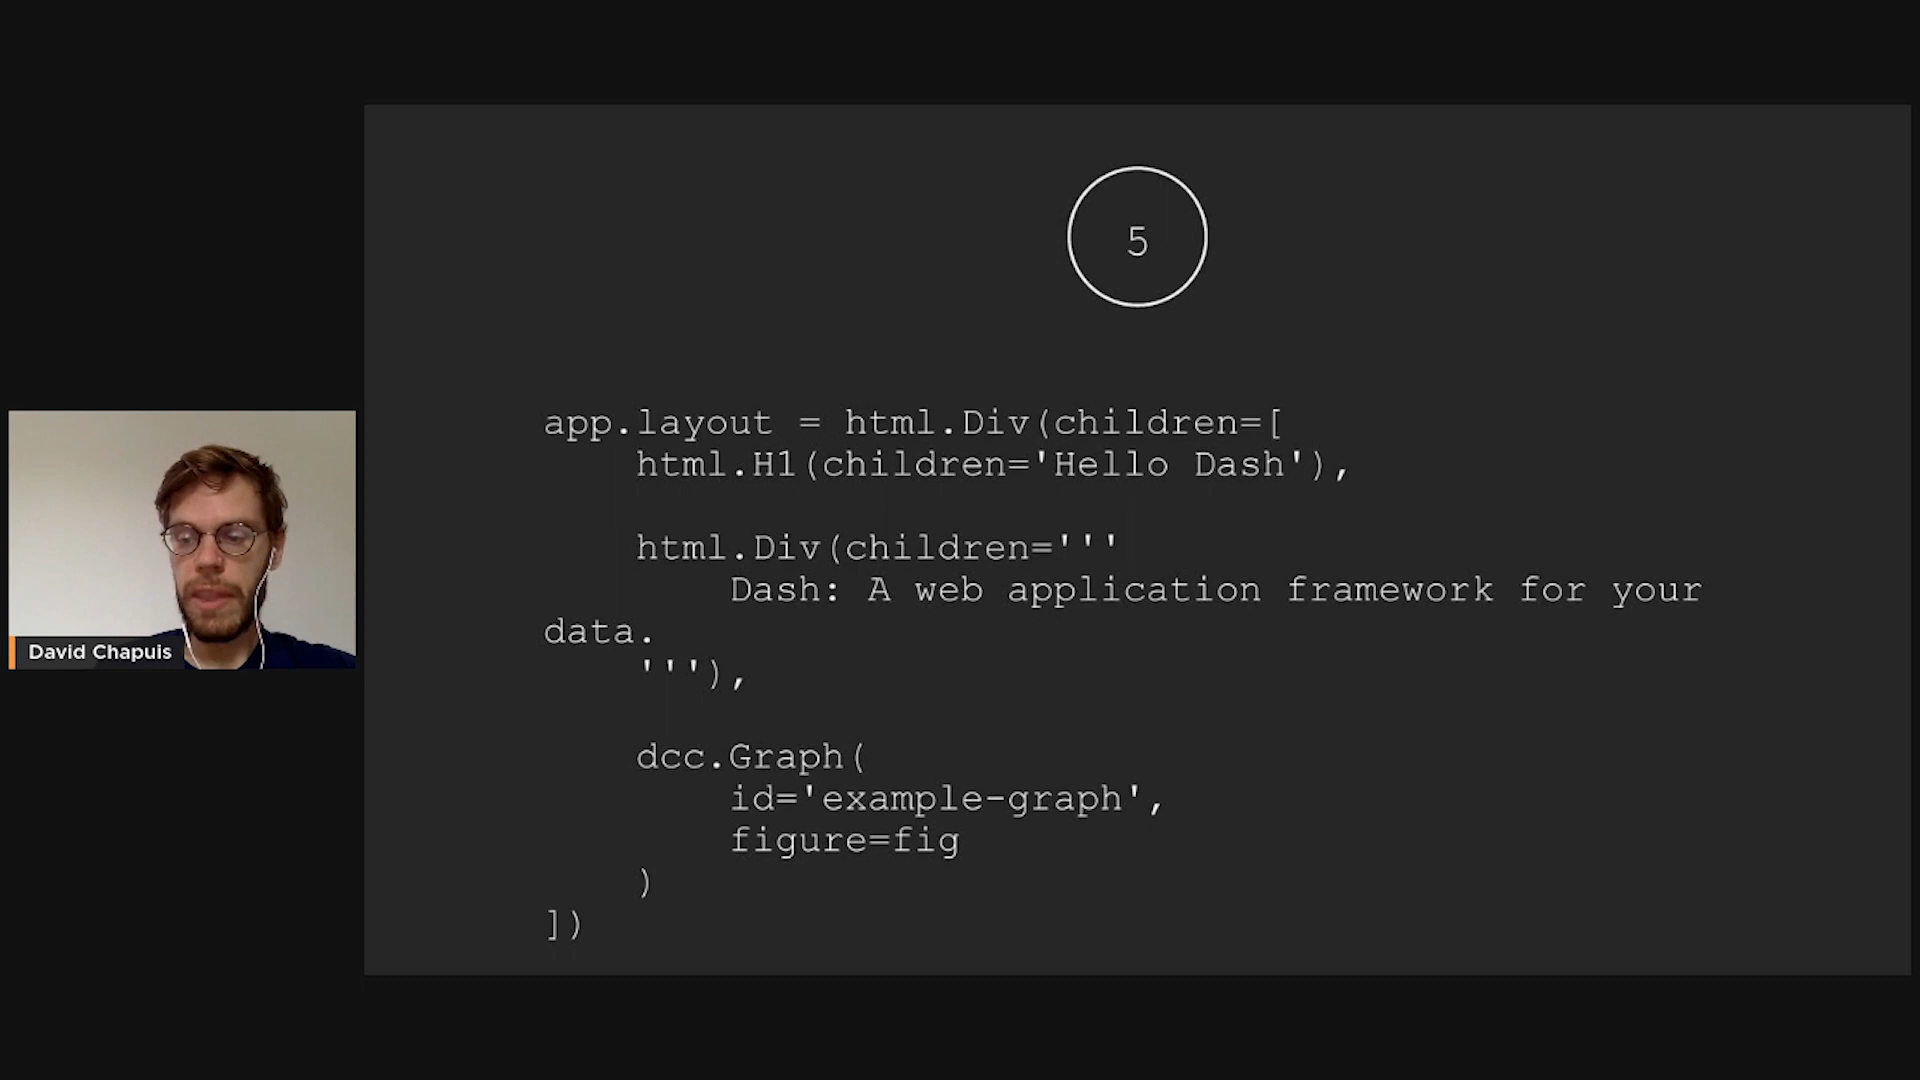 5
app.layout = html.Div(children=[
html.H1(children='Hello Dash'),
html.Div(children='''
Dash: A web application framework for your
data.
'''),
dcc.Graph(
id='example-graph',
figure=fig
)
])
David Chapuis